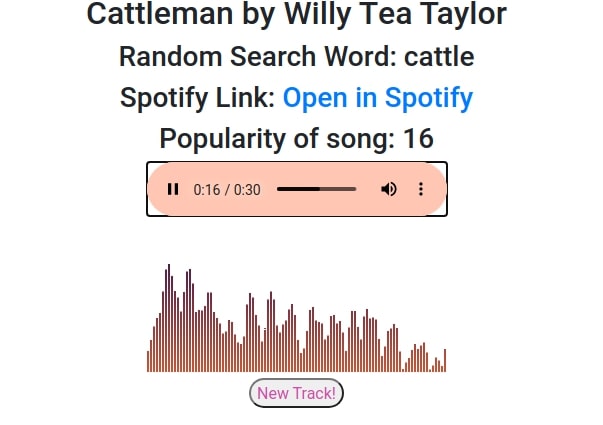 Cattleman by Willy Tea Taylor
Random Search Word: cattle
Spotify Link: Open in Spotify
Popularity of song: 16
0:16 / 0:30
New Track!